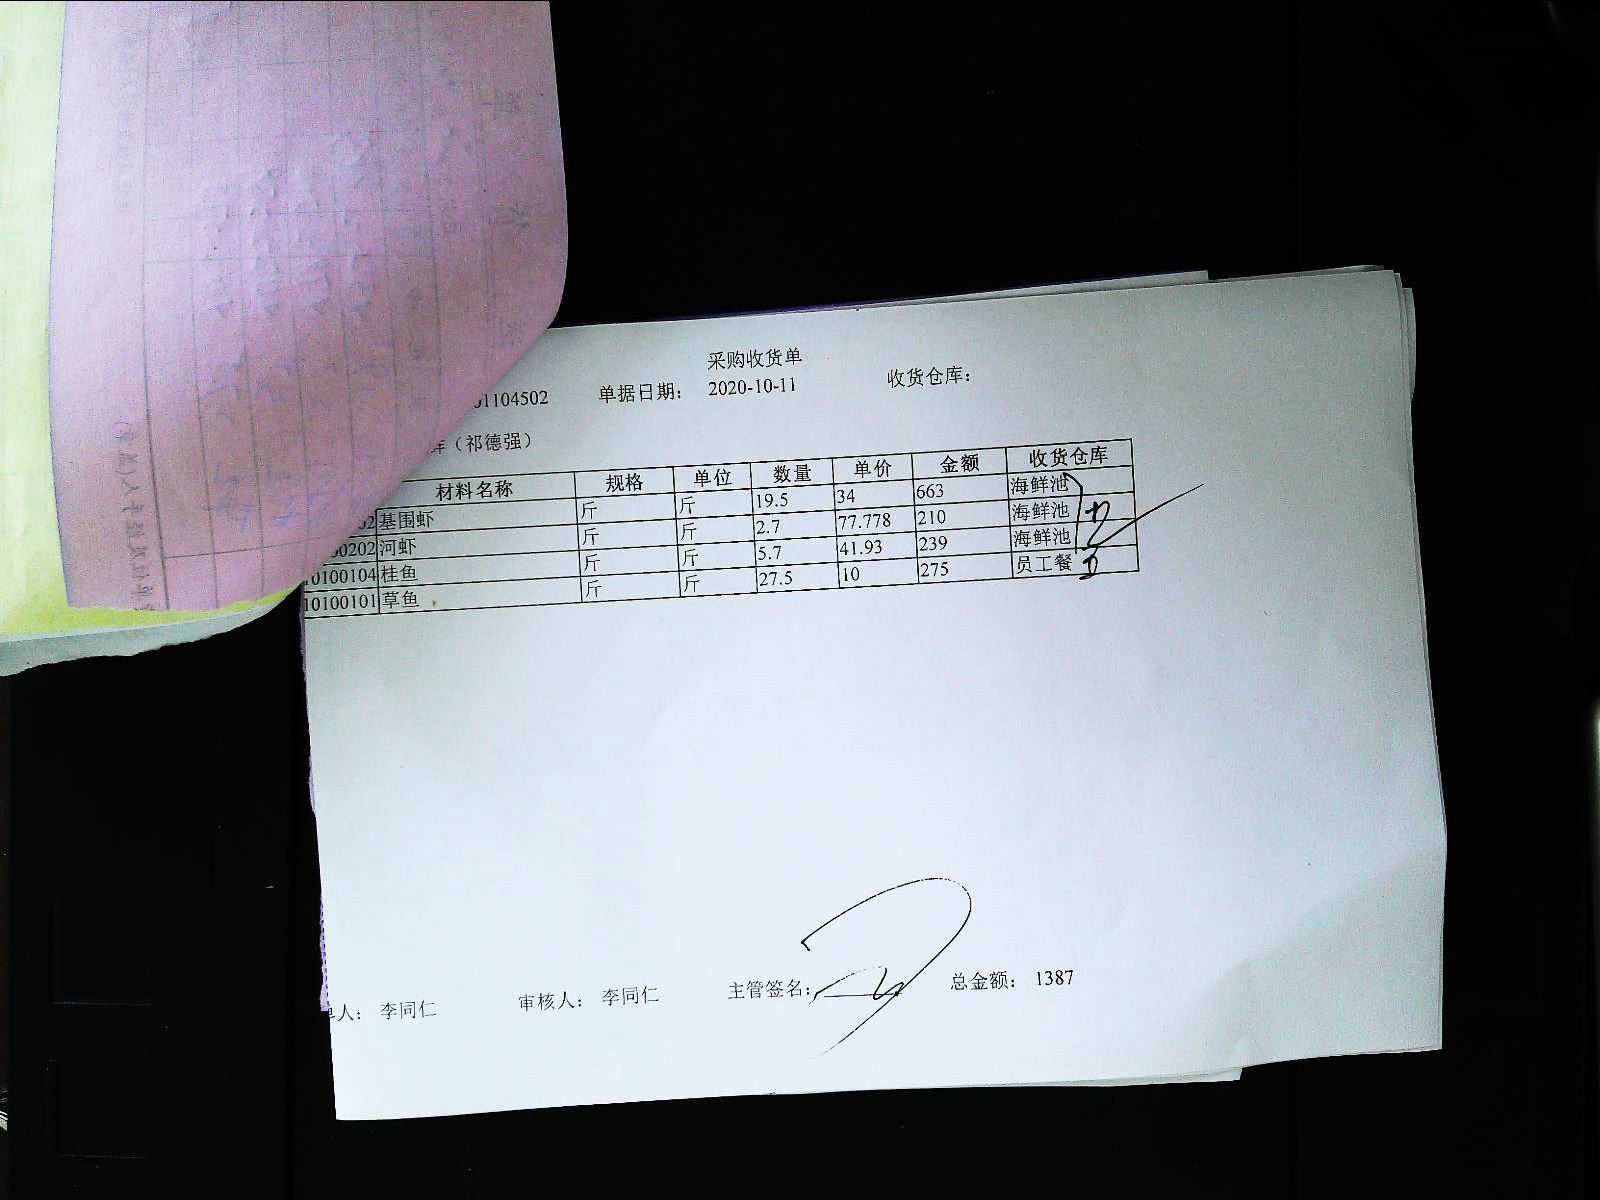 采购收货单
01104502 单据日期： 2020-10-11 收货仓库：
（祁德强）
材料名称 规格 单位 数量 单价 金额 收货仓库
02 基围虾 斤 斤 19.5 34 663 海鲜池
00202 河虾 斤 斤 2.7 77.778 210 海鲜池
10100104 桂鱼 斤 斤 5.7 41.93 239 海鲜池
10100101 草鱼 斤 斤 27.5 10 275 员工餐
单人： 李同仁 审核人： 李同仁 主管签名： 总金额： 1387